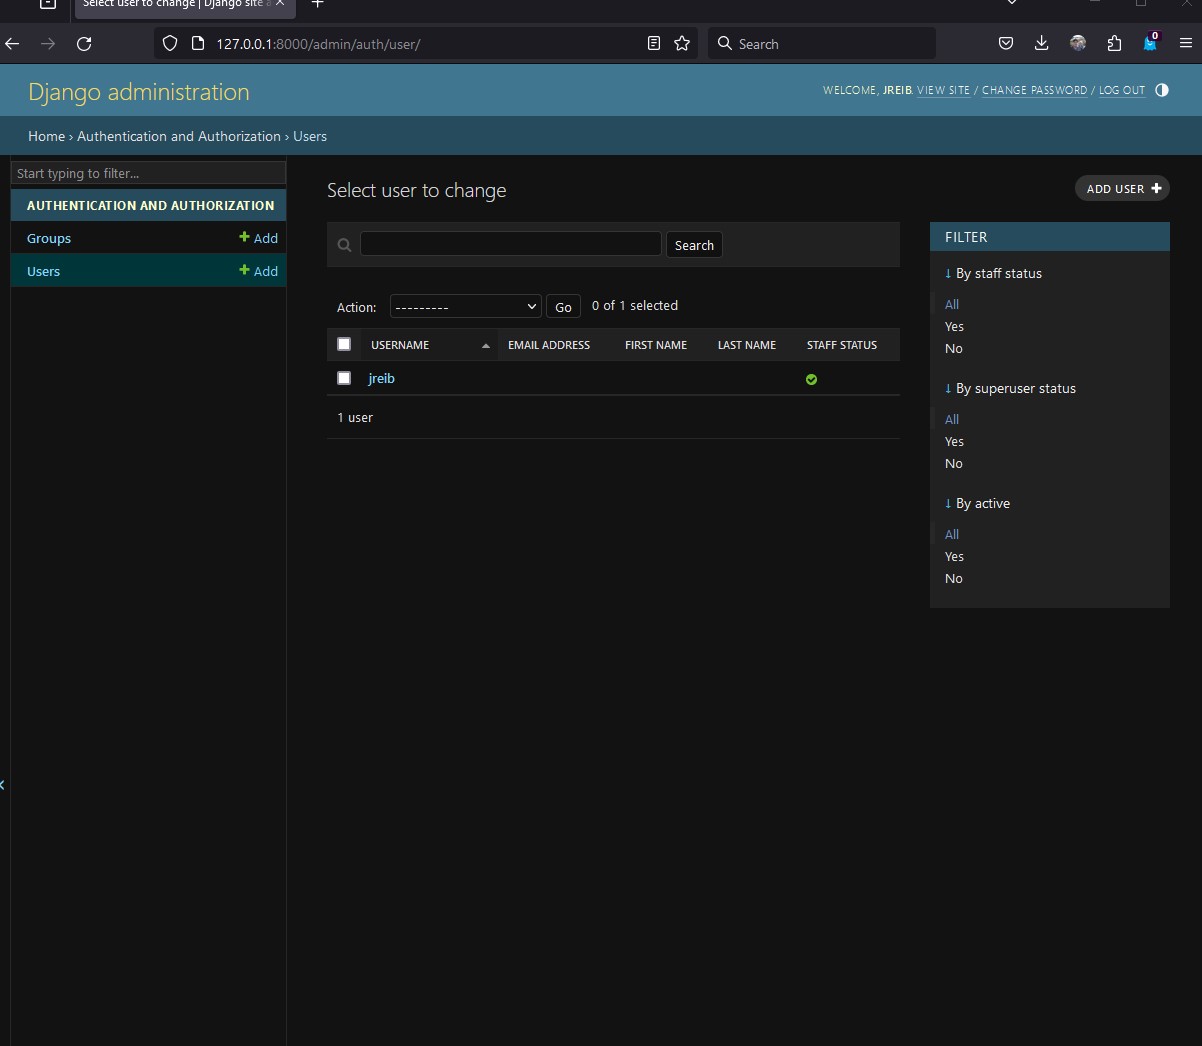 Select user to change | Django site a
127.0.0.1:8000/admin/auth/user/
Search
0
Django administration
WELCOME, JREIB. VIEW SITE / CHANGE PASSWORD / LOG OUT
Home › Authentication and Authorization › Users
Start typing to filter...
AUTHENTICATION AND AUTHORIZATION
Groups
Add
Users
Add
Select user to change
ADD USER
Search
Action:
---------
Go
0 of 1 selected
USERNAME EMAIL ADDRESS FIRST NAME LAST NAME STAFF STATUS
jreib
1 user
FILTER
↓ By staff status
All
Yes
No
↓ By superuser status
All
Yes
No
↓ By active
All
Yes
No